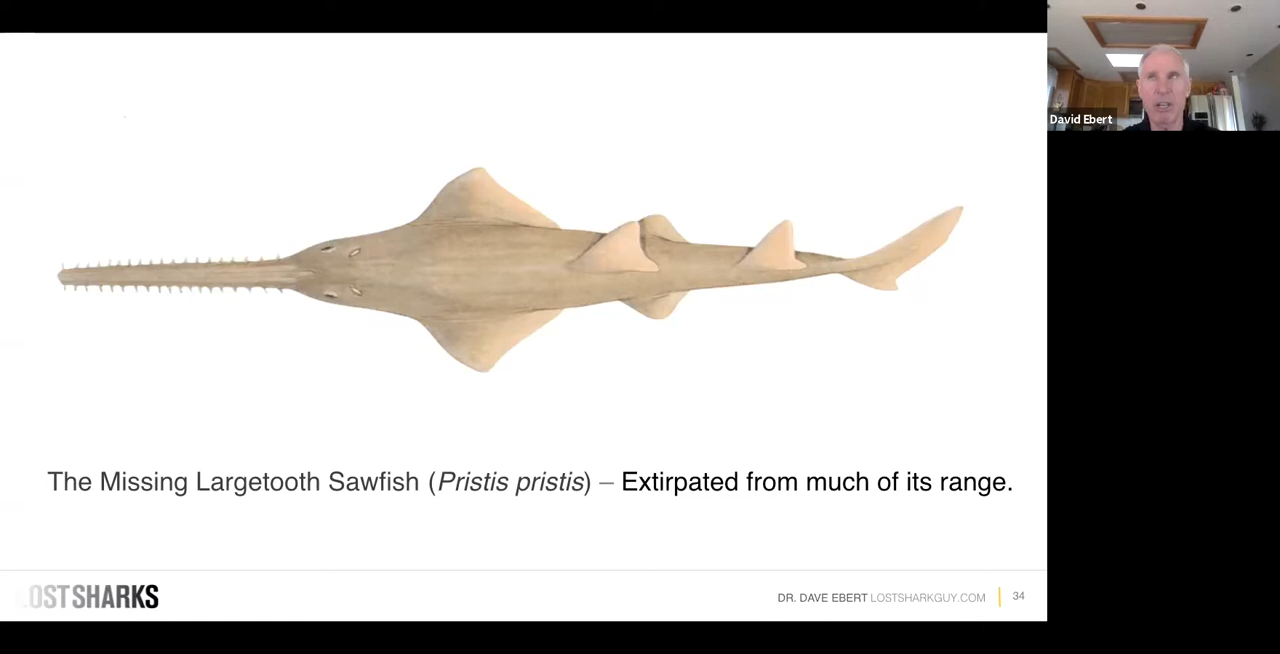 David Ebert
The Missing Largetooth Sawfish (Pristis pristis) – Extirpated from much of its range.
LOSTSHARKS
DR. DAVE EBERT LOSTSHARKGUY.COM
34